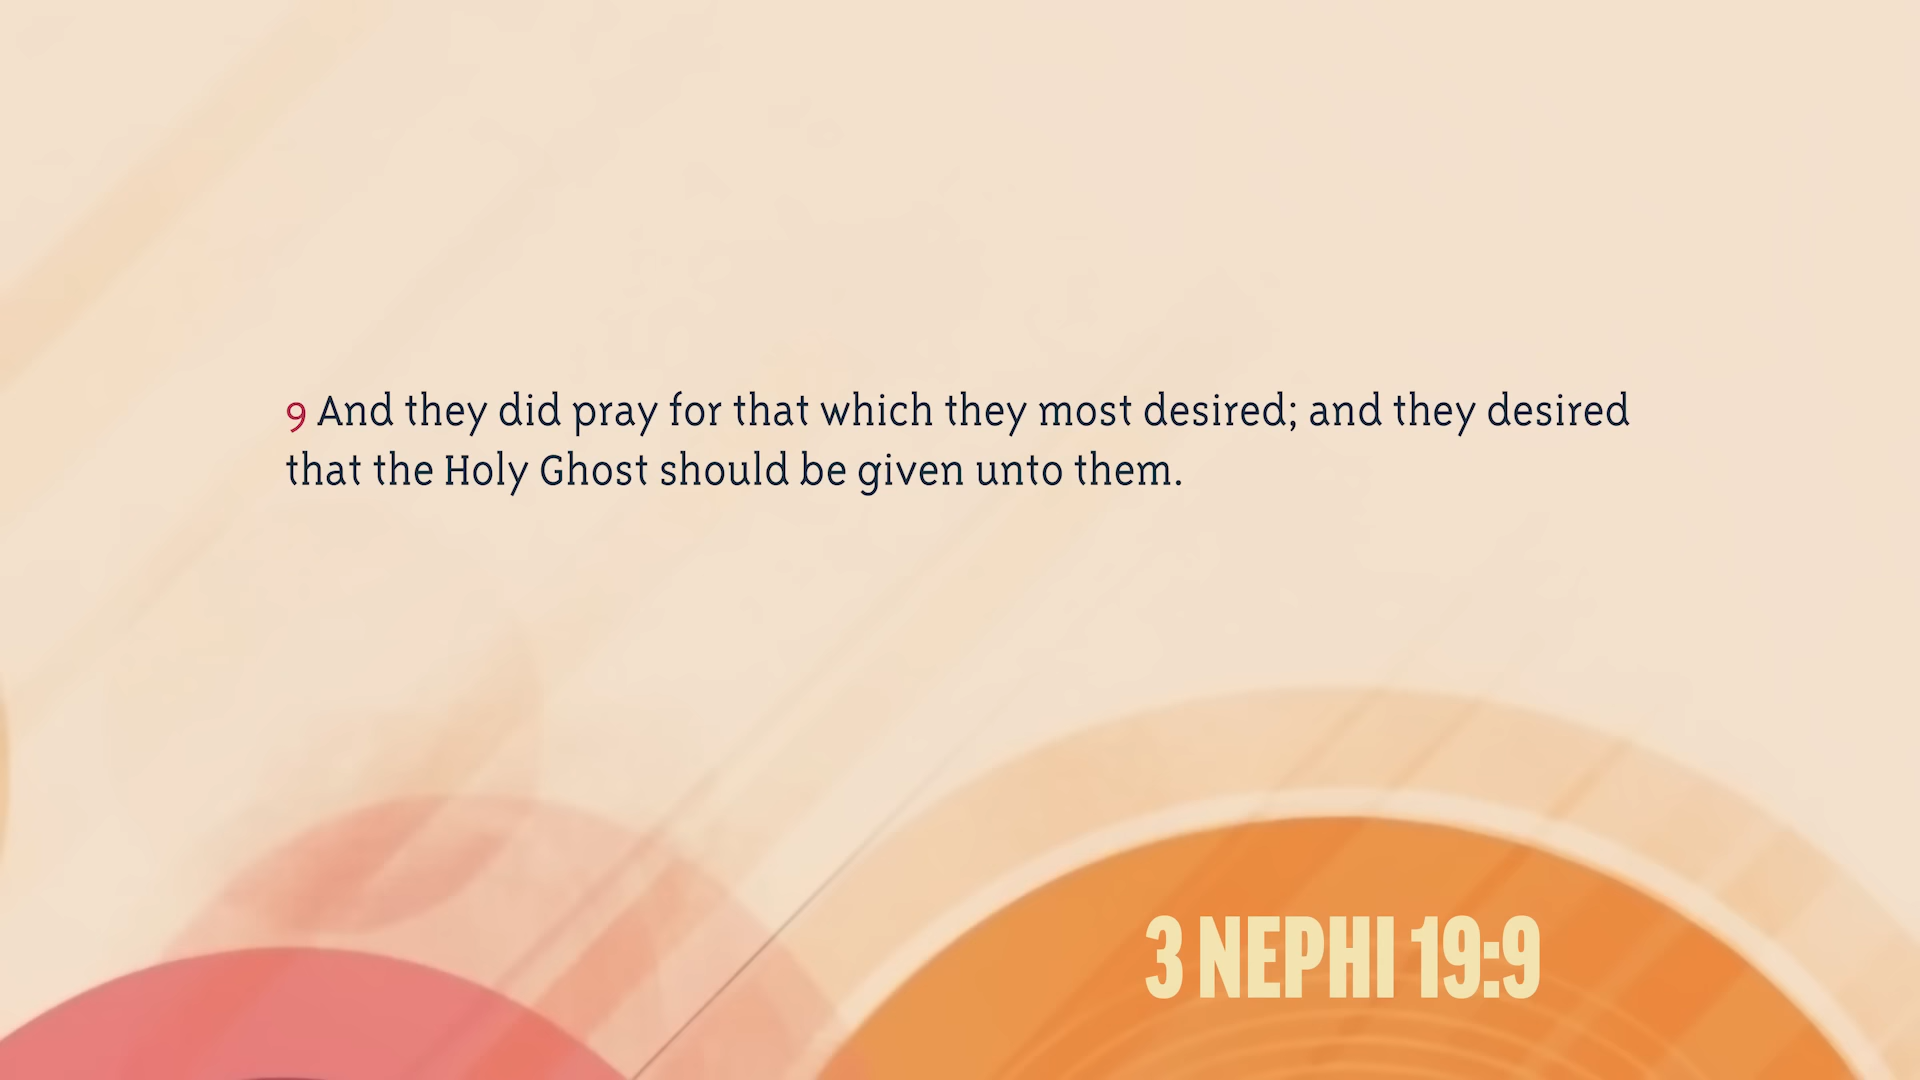 9 And they did pray for that which they most desired; and they desired
that the Holy Ghost should be given unto them.
3 NEPHI 19:9